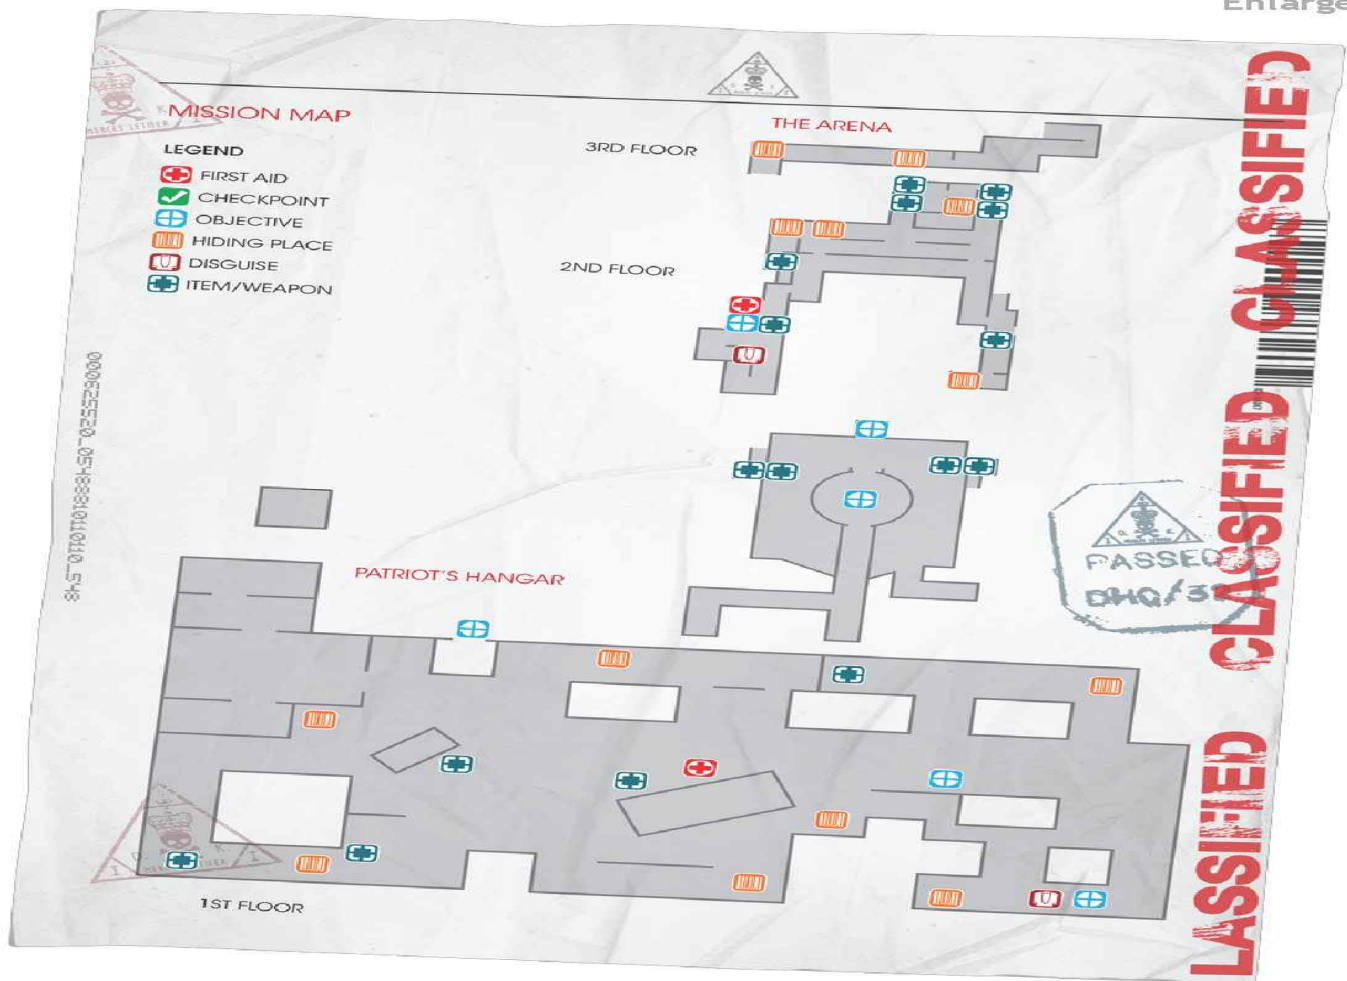 Enlarge
MISSION MAP
THE ARENA
3RD FLOOR
LEGEND
FIRST AID
CHECKPOINT
OBJECTIVE
HIDING PLACE
DISGUISE
ITEM/WEAPON
2ND FLOOR
PATRIOT'S HANGAR
1ST FLOOR
CLASSIFIED
CLASSIFIED
LASSIFIED
PASSED